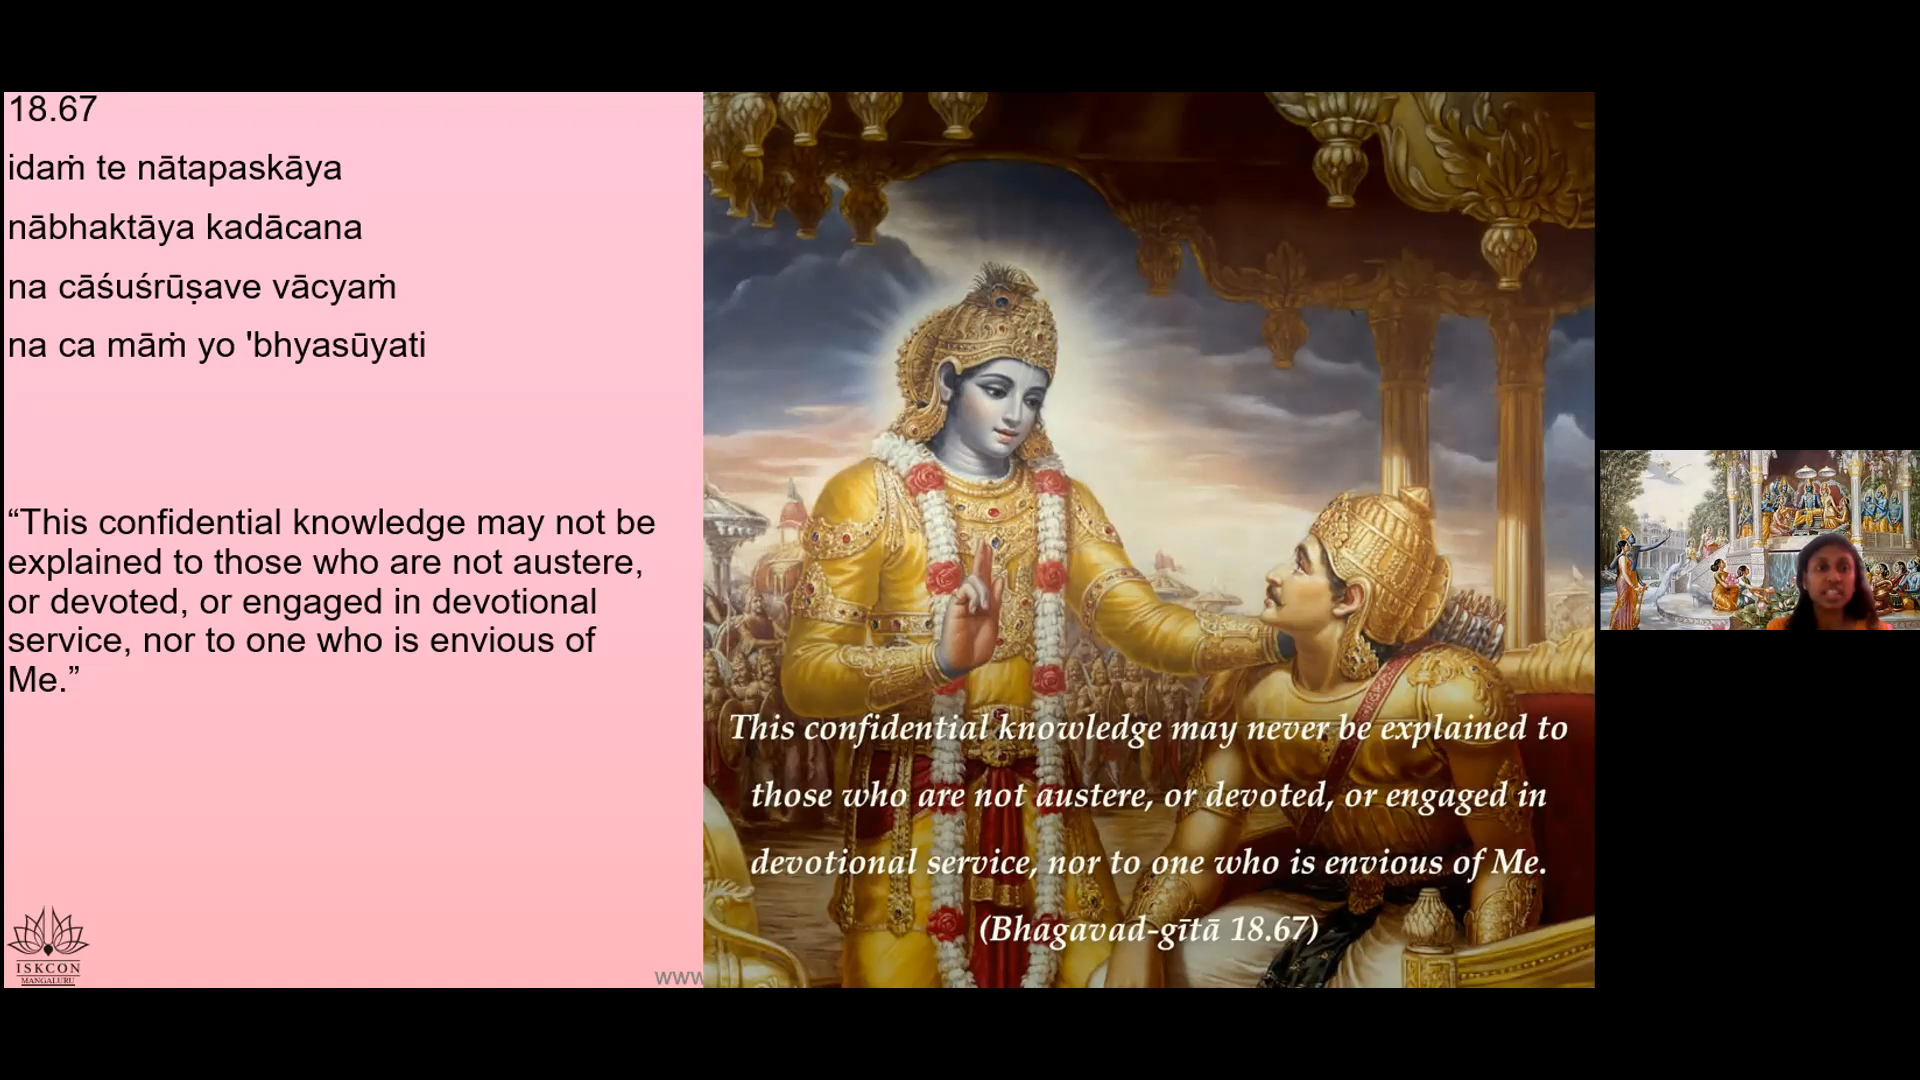 18.67
idaṁ te nātapaskāya
nābhaktāya kadācana
na cāśuśrūṣave vācyaṁ
na ca māṁ yo 'bhyasūyati
“This confidential knowledge may not be
explained to those who are not austere,
or devoted, or engaged in devotional
service, nor to one who is envious of
Me.”
ISKCON
MANGALURU
www
This confidential knowledge may never be explained to
those who are not austere, or devoted, or engaged in
devotional service, nor to one who is envious of Me.
(Bhagavad-gītā 18.67)